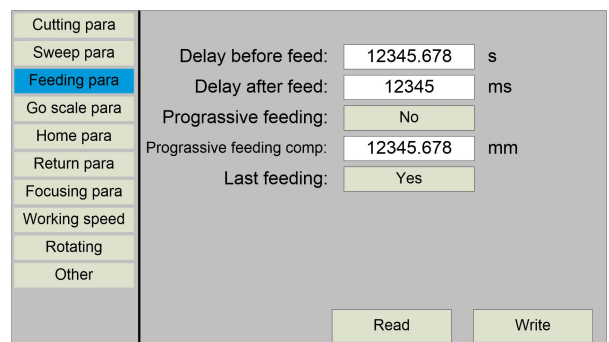 Cutting para
Sweep para
Feeding para
Go scale para
Home para
Return para
Focusing para
Working speed
Rotating
Other
Delay before feed: 12345.678 s
Delay after feed: 12345 ms
Prograssive feeding: No
Prograssive feeding comp: 12345.678 mm
Last feeding: Yes
Read Write